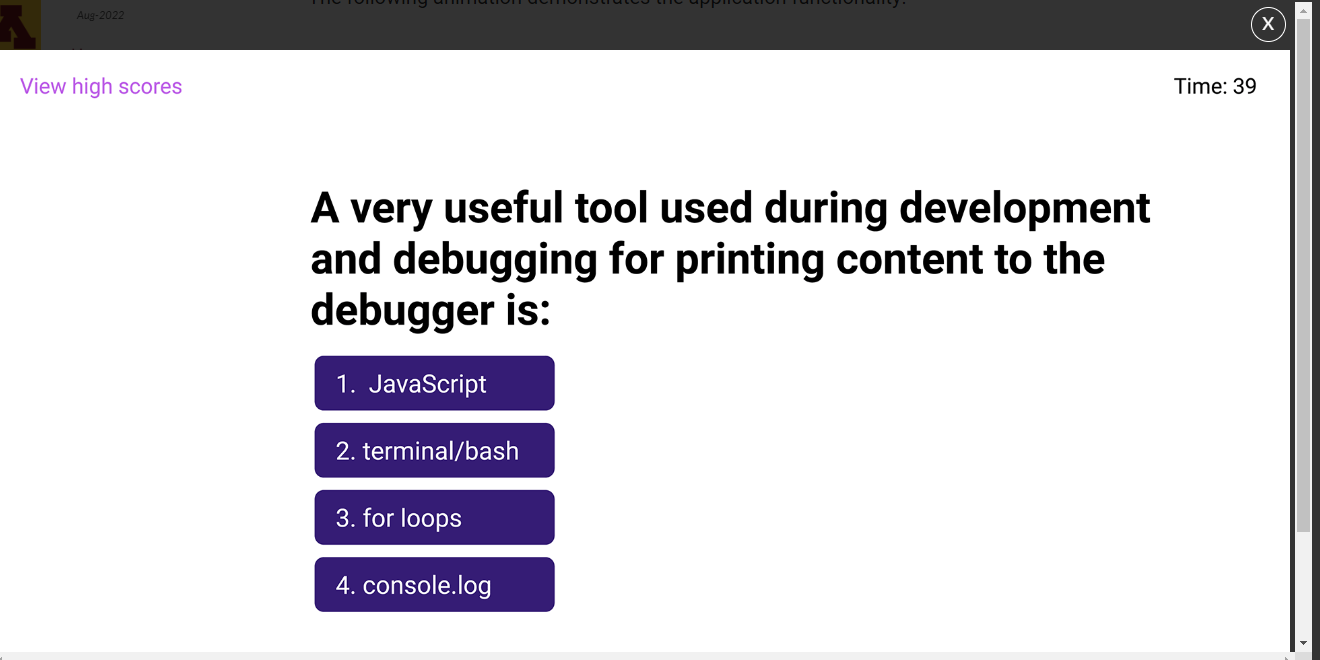 The following animation demonstrates the application functionality:
Aug-2022
X
View high scores
Time: 39
A very useful tool used during development
and debugging for printing content to the
debugger is:
1. JavaScript
2. terminal/bash
3. for loops
4. console.log